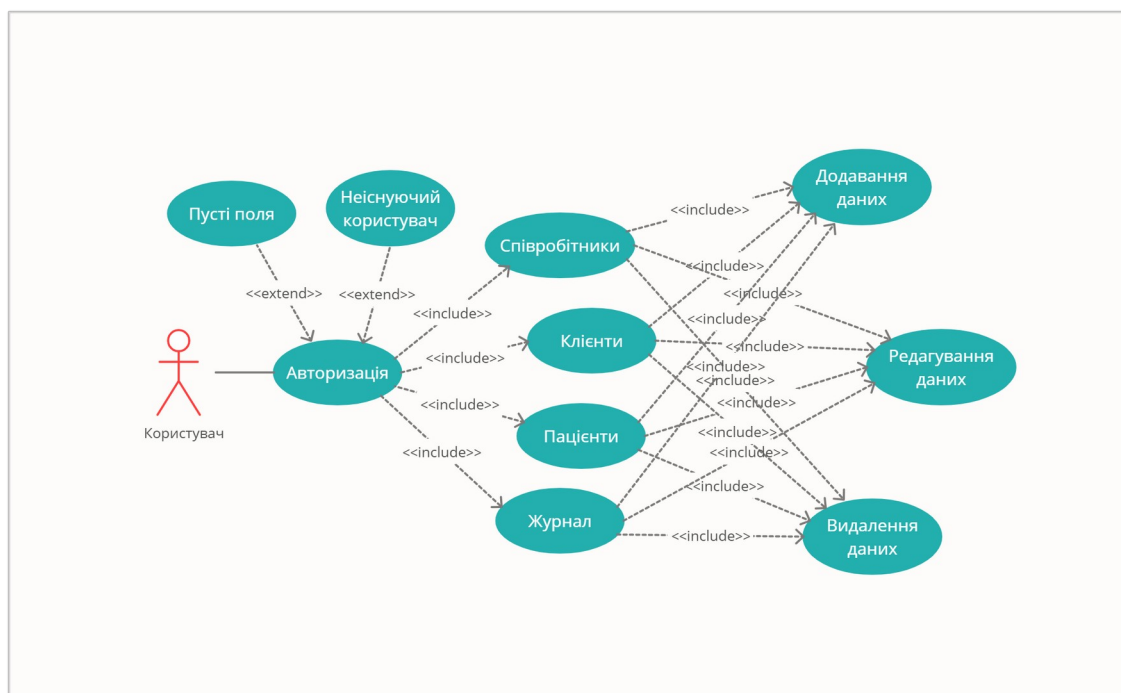 Додавання
даних
Неіснуючий
користувач
Пусті поля
<<include>>
Співробітники
<<include>>
<<extend>>
<<extend>>
<<include>>
<<include>>
<<include>>
Клієнти
<<include>>
<<include>>
Редагування
даних
<<include>>
Авторизація
<<include>>
<<include>>
<<include>>
Користувач
Пацієнти
<<include>>
<<include>>
<<include>>
<<include>>
Журнал
<<include>>
Видалення
даних